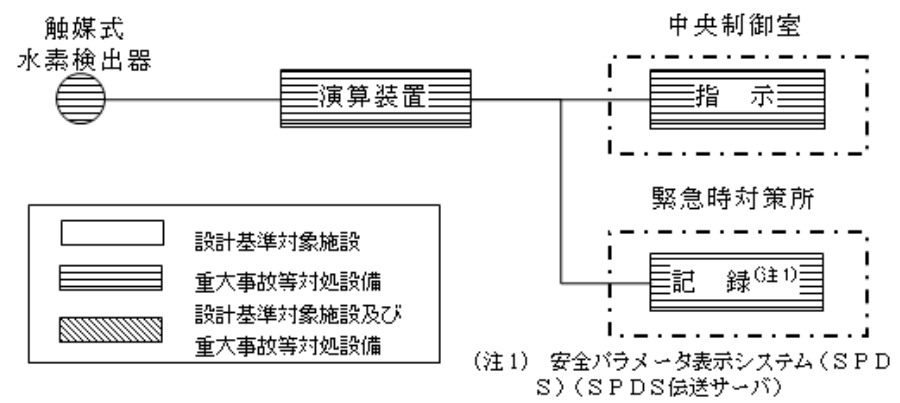 触媒式
水素検出器
演算装置
中央制御室
指　示
緊急時対策所
記　録(注1)
設計基準対象施設
重大事故等対処設備
設計基準対象施設及び
重大事故等対処設備
(注１)　安全パラメータ表示システム（ＳＰＤ
Ｓ）（ＳＰＤＳ伝送サーバ）